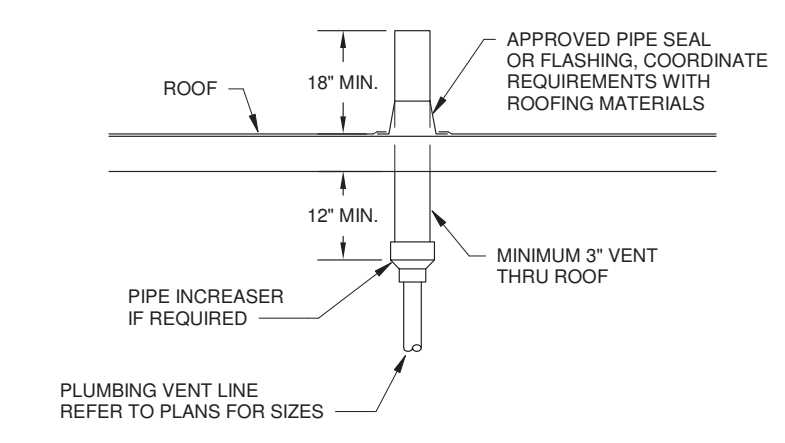 APPROVED PIPE SEAL
OR FLASHING, COORDINATE
REQUIREMENTS WITH
ROOFING MATERIALS
18" MIN.
ROOF
12" MIN.
MINIMUM 3" VENT
THRU ROOF
PIPE INCREASER
IF REQUIRED
PLUMBING VENT LINE
REFER TO PLANS FOR SIZES